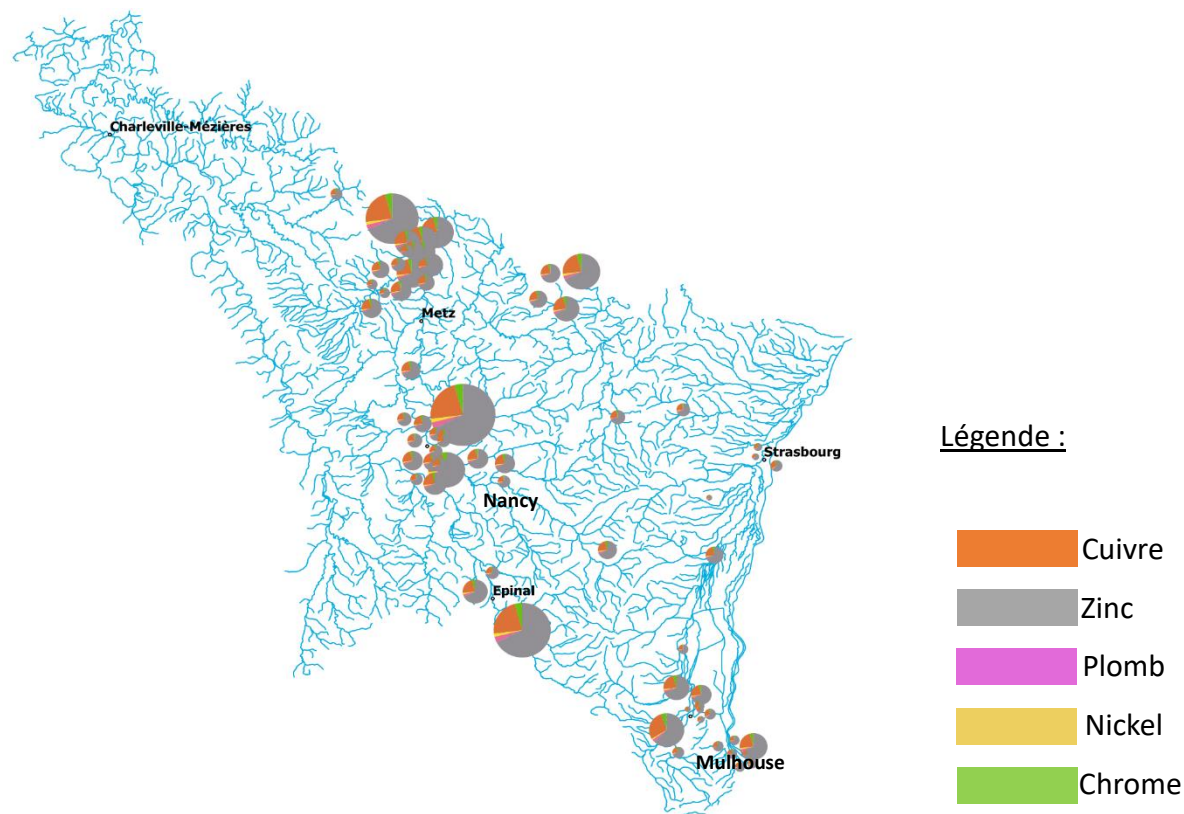 Charleville-Mézières
Metz
Légende :
Strasbourg
Nancy
Cuivre
Epinal
Zinc
Plomb
Nickel
Mulhouse
Chrome